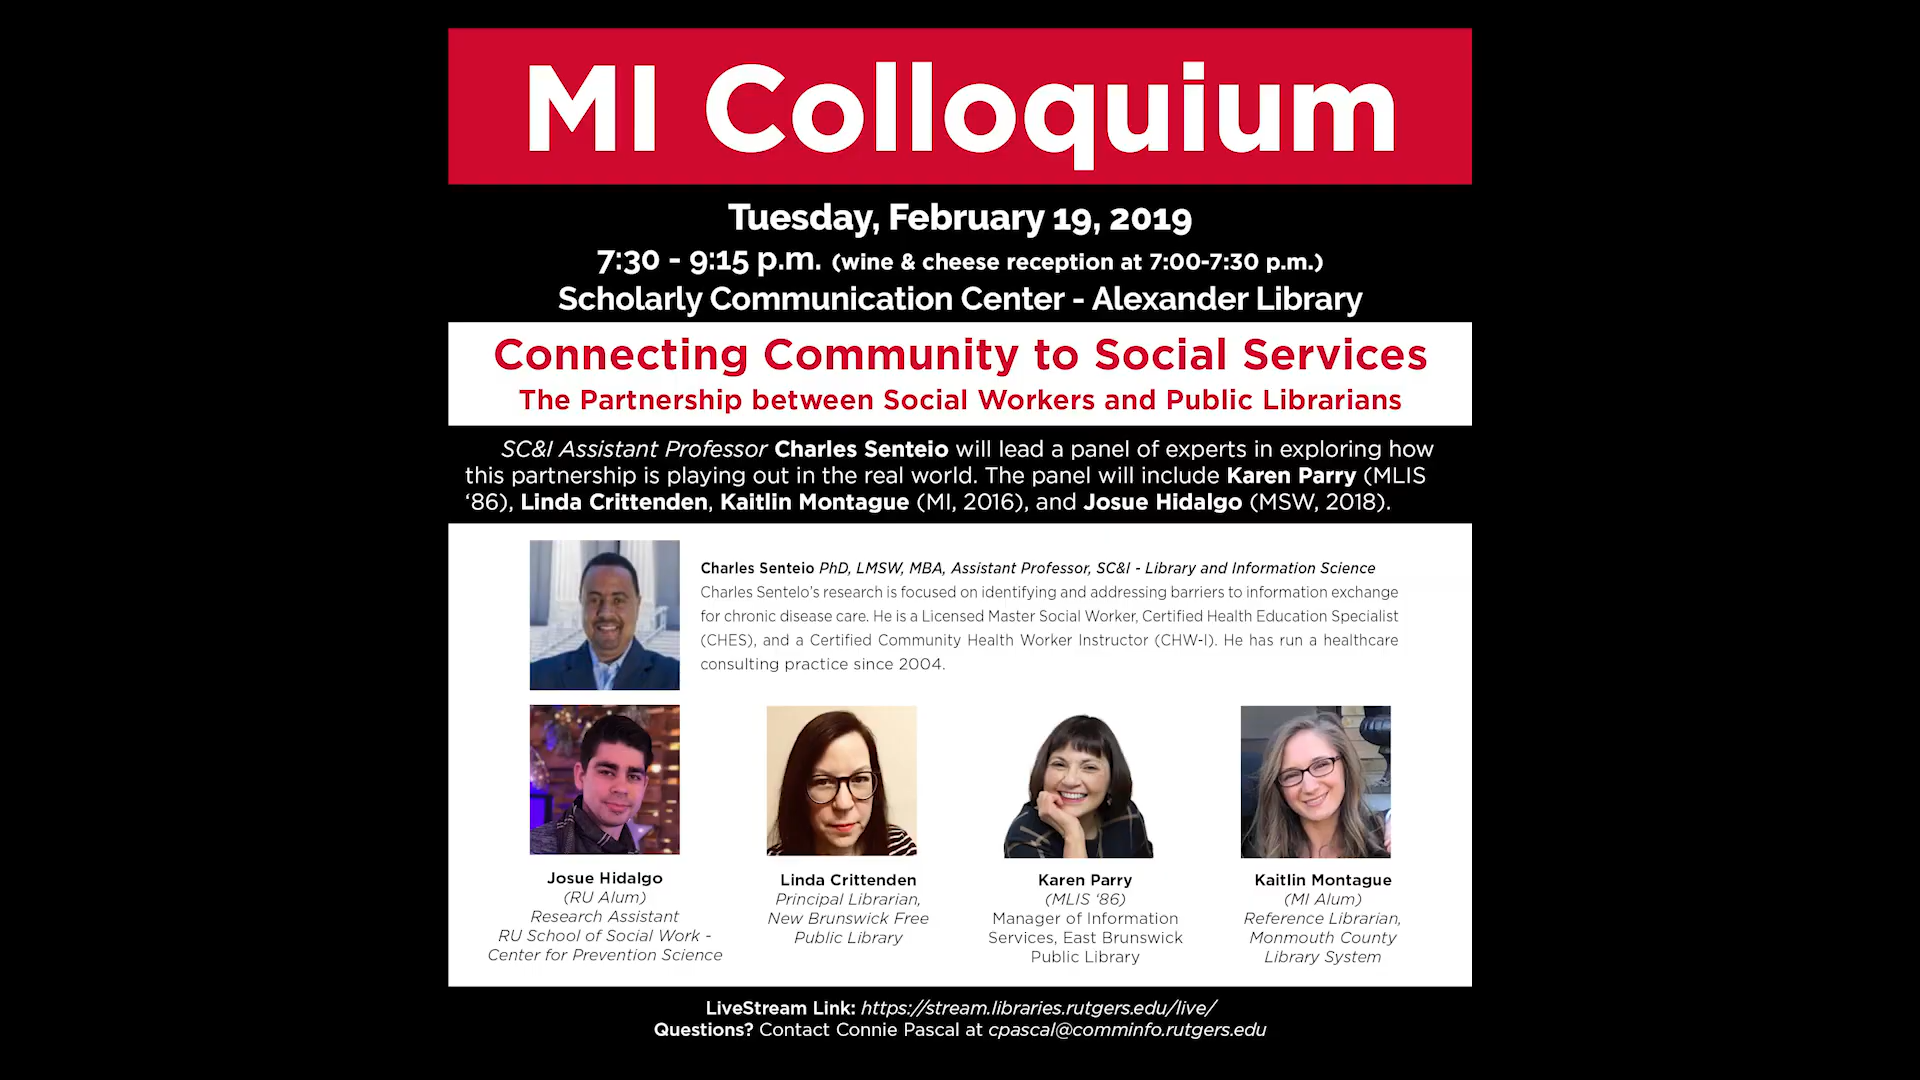 MI Colloquium
Tuesday, February 19, 2019
7:30 - 9:15 p.m. (wine & cheese reception at 7:00-7:30 p.m.)
Scholarly Communication Center - Alexander Library
Connecting Community to Social Services
The Partnership between Social Workers and Public Librarians
SC&I Assistant Professor Charles Senteio will lead a panel of experts in exploring how
this partnership is playing out in the real world. The panel will include Karen Parry (MLIS
‘86), Linda Crittenden, Kaitlin Montague (MI, 2016), and Josue Hidalgo (MSW, 2018).
Charles Senteio PhD, LMSW, MBA, Assistant Professor, SC&I - Library and Information Science
Charles Sentelo’s research is focused on identifying and addressing barriers to information exchange
for chronic disease care. He is a Licensed Master Social Worker, Certified Health Education Specialist
(CHES), and a Certified Community Health Worker Instructor (CHW-I). He has run a healthcare
consulting practice since 2004.
Josue Hidalgo
(RU Alum)
Research Assistant
RU School of Social Work -
Center for Prevention Science
Linda Crittenden
Principal Librarian,
New Brunswick Free
Public Library
Karen Parry
(MLIS ‘86)
Manager of Information
Services, East Brunswick
Public Library
Kaitlin Montague
(MI Alum)
Reference Librarian,
Monmouth County
Library System
LiveStream Link: https://stream.libraries.rutgers.edu/live/
Questions? Contact Connie Pascal at cpascal@comminfo.rutgers.edu